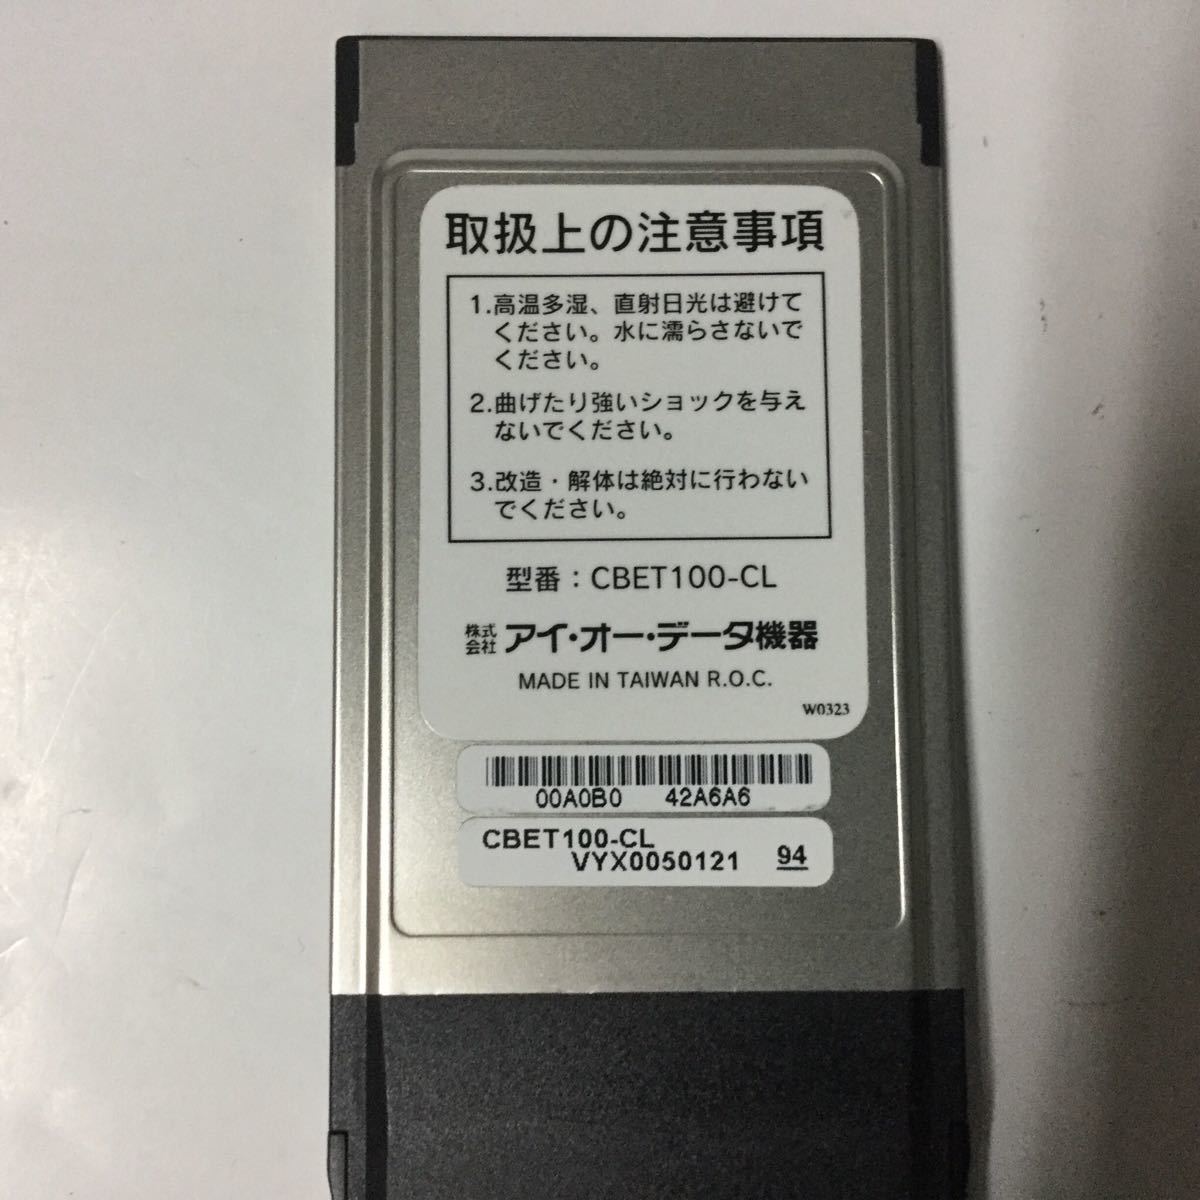 取扱上の注意事項
1.高温多湿、直射日光は避けて
ください。水に濡らさないで
ください。
2.曲げたり強いショックを与え
ないでください。
3.改造・解体は絶対に行わない
でください。
型番：CBET100-CL
株式会社 アイ・オー・データ機器
MADE IN TAIWAN R.O.C.
W0323
00A0B0 42A6A6
CBET100-CL
VYX0050121 94